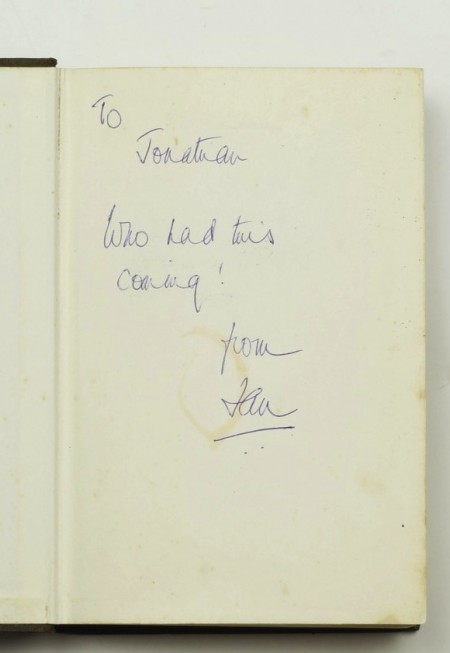 To
Jonathan
Who had this
coming!
from
Ian